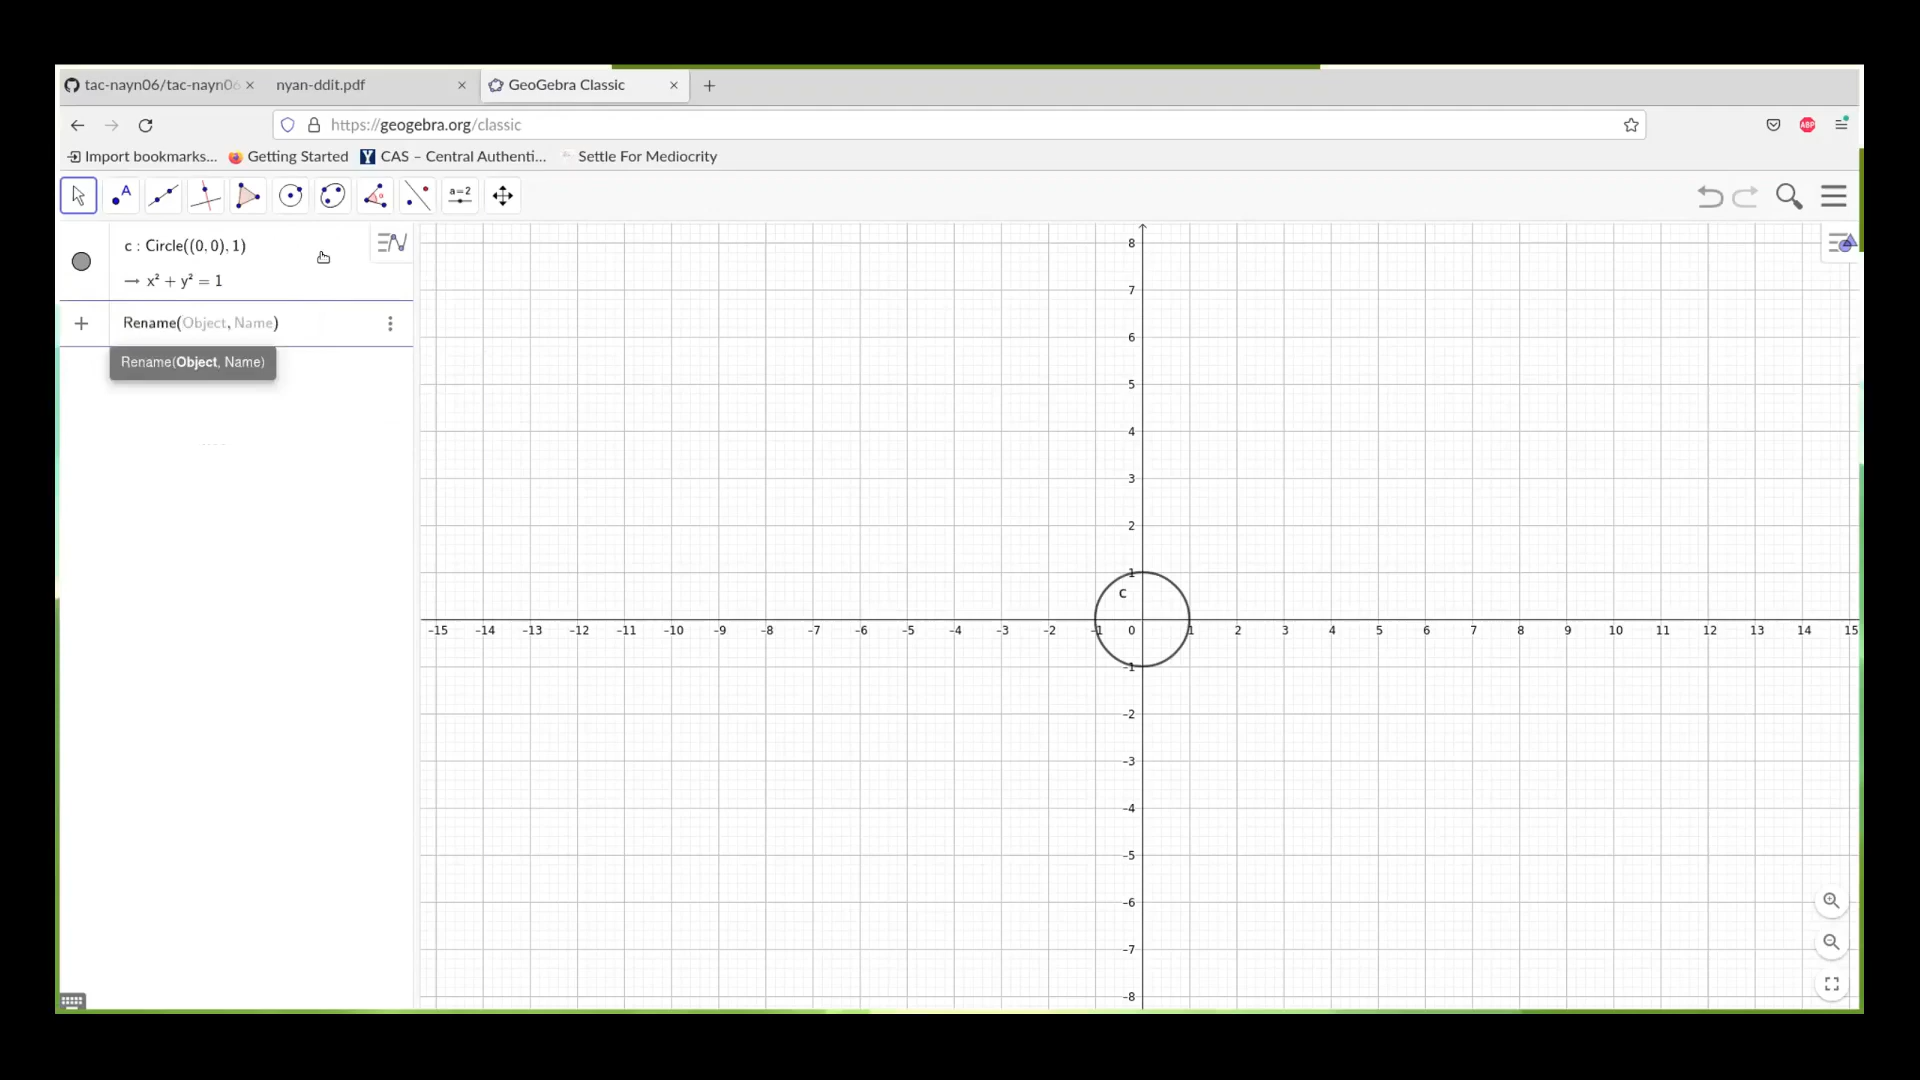 tac-nayn06/tac-nayn06
nyan-ddit.pdf
GeoGebra Classic
https://geogebra.org/classic
ABP
Import bookmarks...
Getting Started
Y CAS – Central Authenti...
Settle For Mediocrity
A
a=2
c : Circle((0, 0), 1)
→ x² + y² = 1
Rename(Object, Name)
Rename(Object, Name)
8
7
6
5
4
3
2
1
c
-15 -14 -13 -12 -11 -10 -9 -8 -7 -6 -5 -4 -3 -2 -1 0 1 2 3 4 5 6 7 8 9 10 11 12 13 14 15
-1
-2
-3
-4
-5
-6
-7
-8